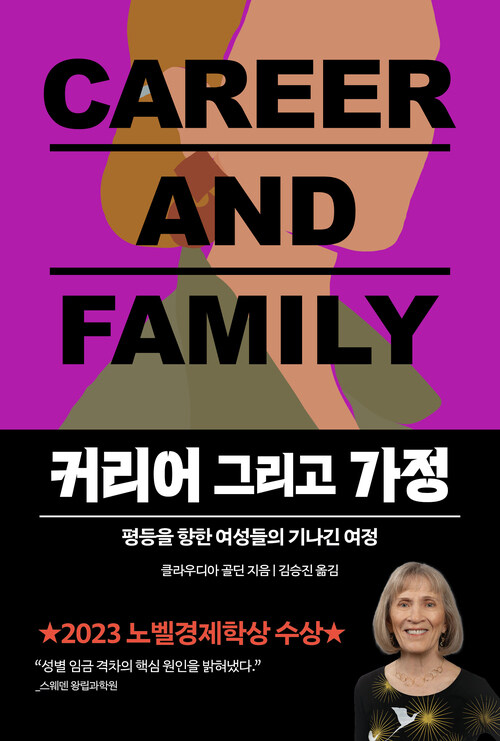 CAREER
AND
FAMILY
커리어 그리고 가정
평등을 향한 여성들의 기나긴 여정
클라우디아 골딘 지음 | 김승진 옮김
★2023 노벨경제학상 수상★
“성별 임금 격차의 핵심 원인을 밝혀냈다.”
_스웨덴 왕립과학원